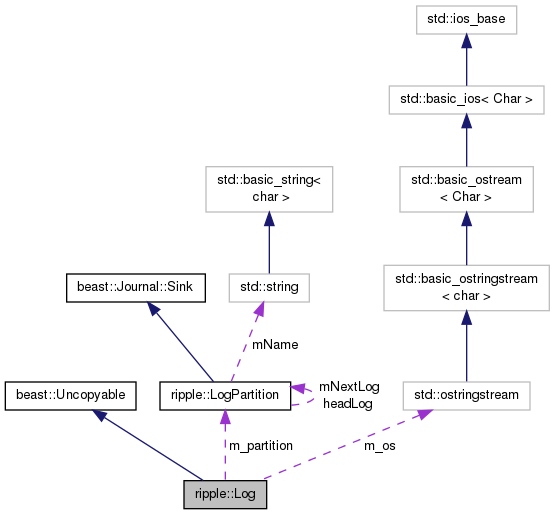 std::ios_base
std::basic_ios< Char >
std::basic_string<
char >
std::basic_ostream
< Char >
beast::Journal::Sink
std::string
std::basic_ostringstream
< char >
mName
beast::Uncopyable
ripple::LogPartition
mNextLog
headLog
std::ostringstream
m_partition
m_os
ripple::Log